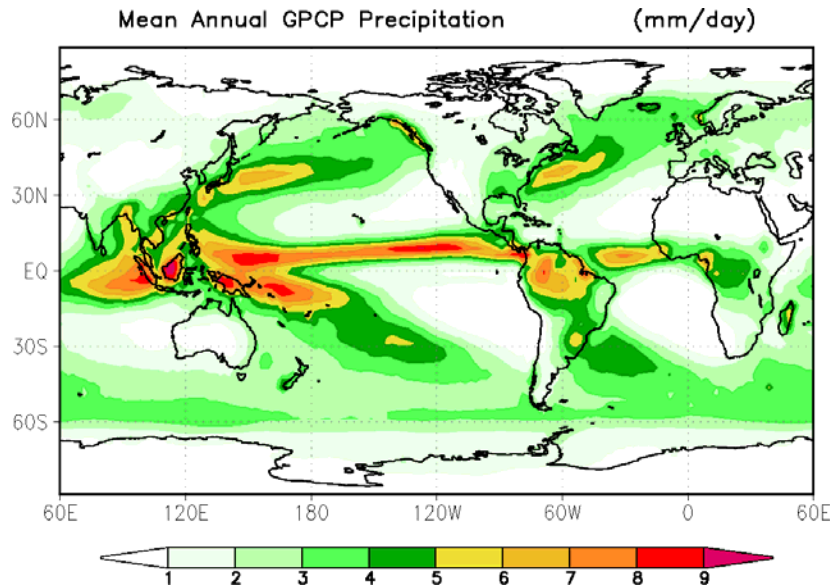 Mean Annual GPCP Precipitation (mm/day)
60N
30N
EQ
30S
60S
60E 120E 180 120W 60W 0 60E
1 2 3 4 5 6 7 8 9